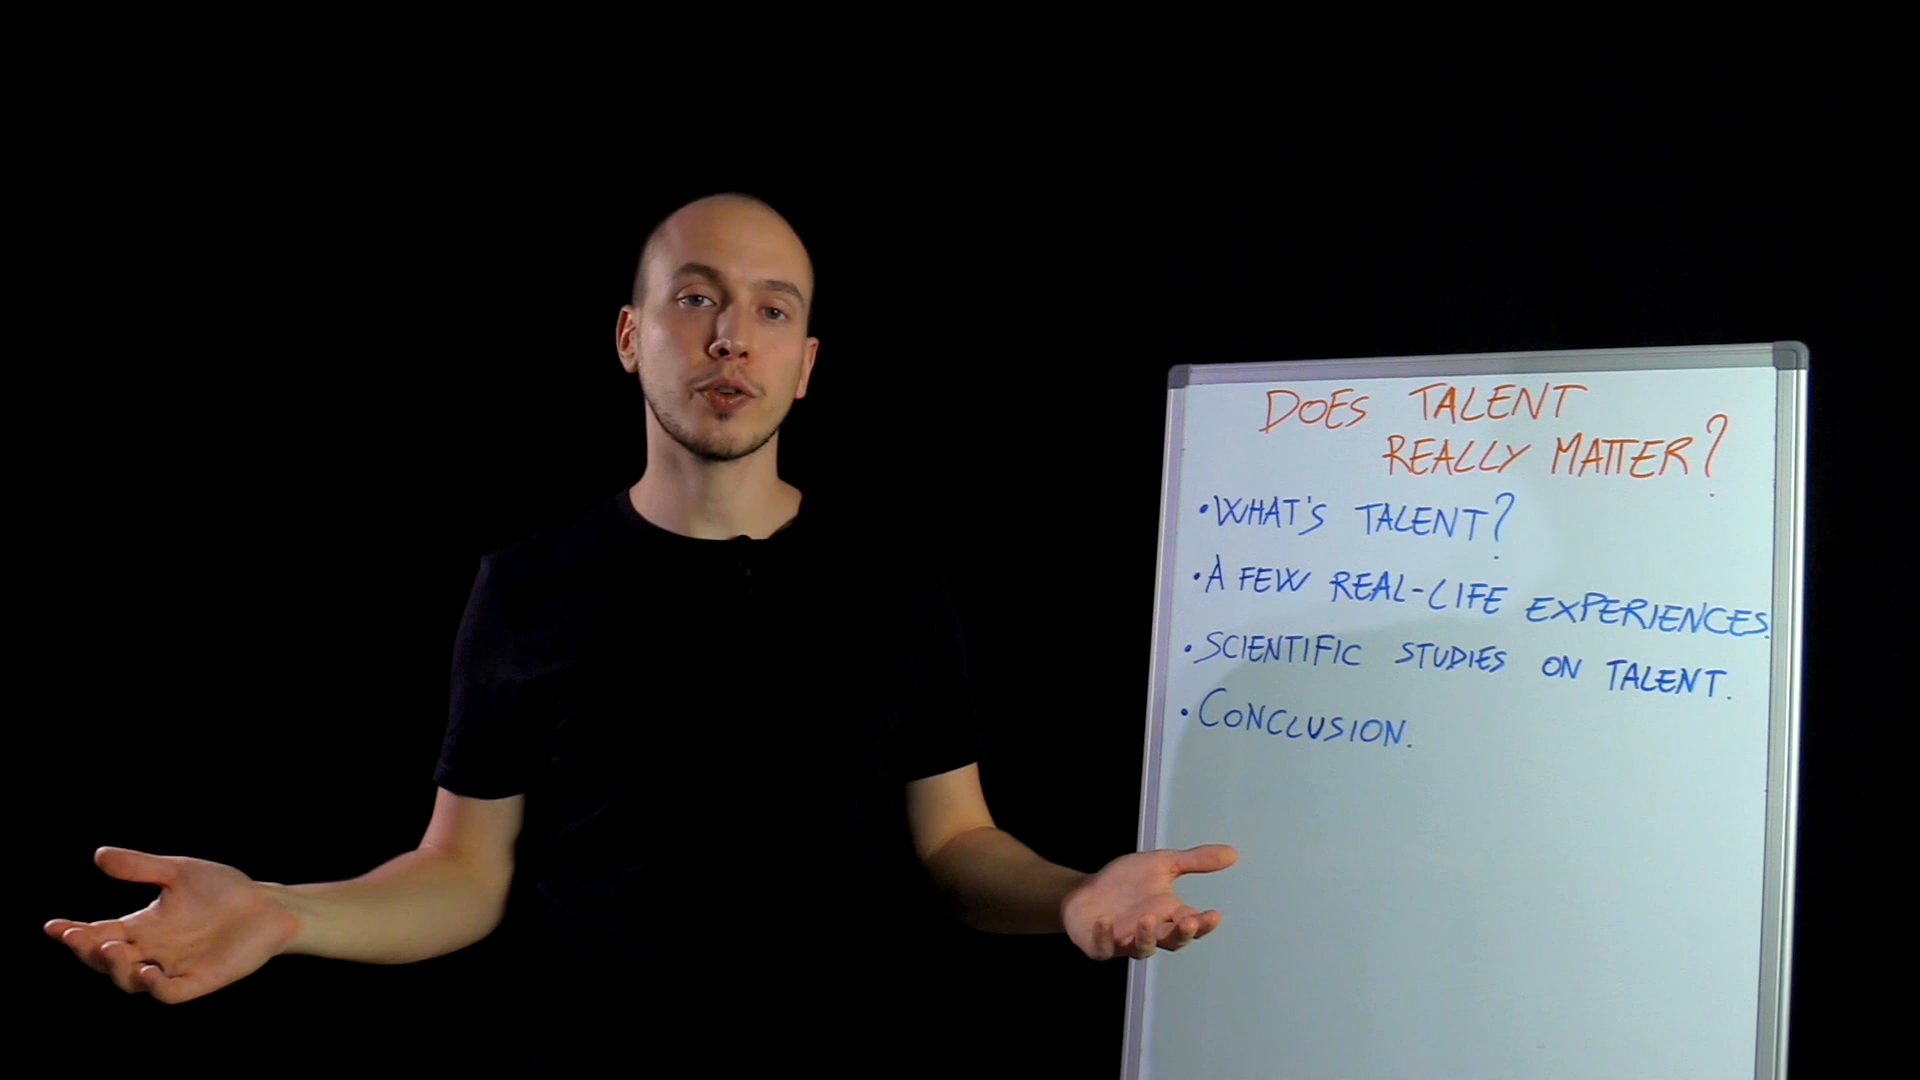 DOES TALENT
REALLY MATTER?
•WHAT'S TALENT?
•A FEW REAL-LIFE EXPERIENCES.
•SCIENTIFIC STUDIES ON TALENT.
•CONCLUSION.